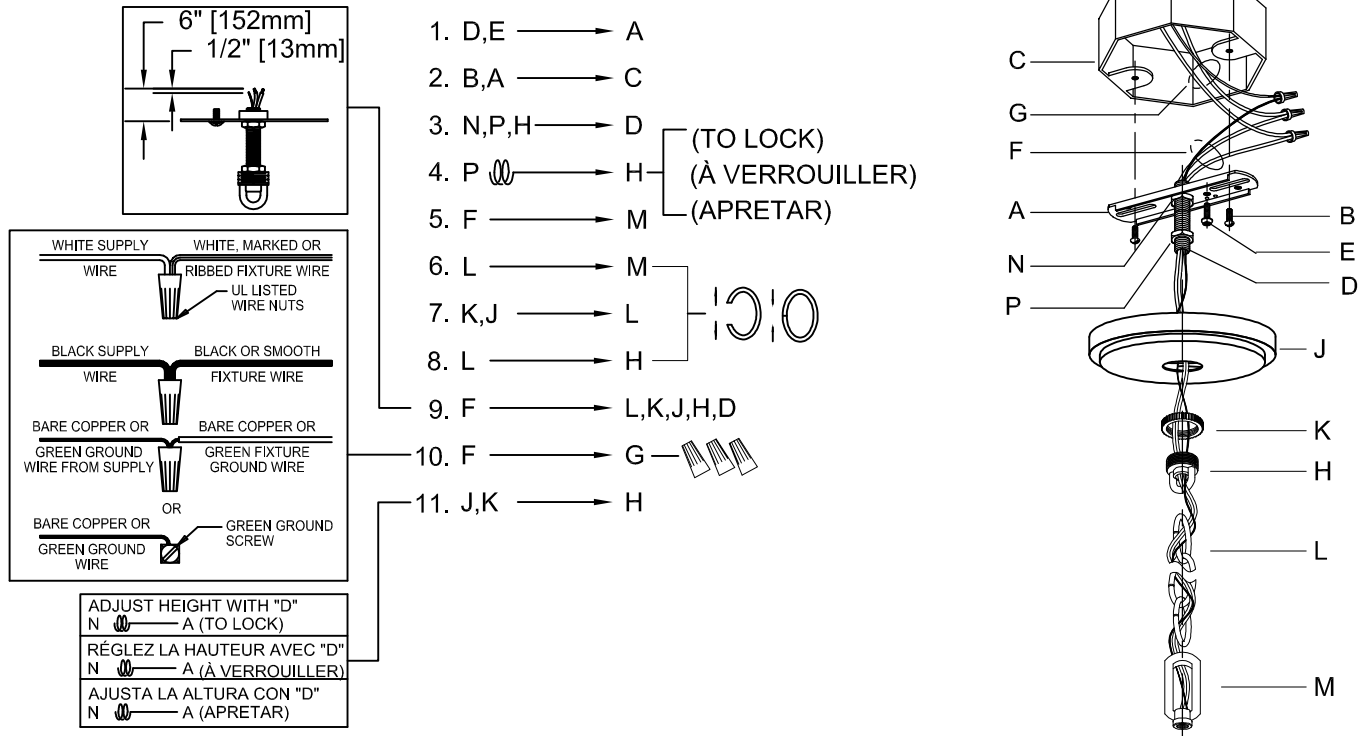 6" [152mm]
1/2" [13mm]
WHITE SUPPLY
WIRE
WHITE, MARKED OR
RIBBED FIXTURE WIRE
UL LISTED
WIRE NUTS
BLACK SUPPLY
WIRE
BLACK OR SMOOTH
FIXTURE WIRE
BARE COPPER OR
GREEN GROUND
WIRE FROM SUPPLY
BARE COPPER OR
GREEN FIXTURE
GROUND WIRE
OR
BARE COPPER OR
GREEN GROUND
WIRE
GREEN GROUND
SCREW
ADJUST HEIGHT WITH "D"
N A (TO LOCK)
RÉGLEZ LA HAUTEUR AVEC "D"
N A (À VERROUILLER)
AJUSTA LA ALTURA CON "D"
N A (APRETAR)
1. D,E A
2. B,A C
3. N,P,H D
4. P H
(TO LOCK)
(À VERROUILLER)
(APRETAR)
5. F M
6. L M
7. K,J L
8. L H
9. F L,K,J,H,D
10. F G
11. J,K H
C
G
F
A
N
P
B
E
D
J
K
H
L
M